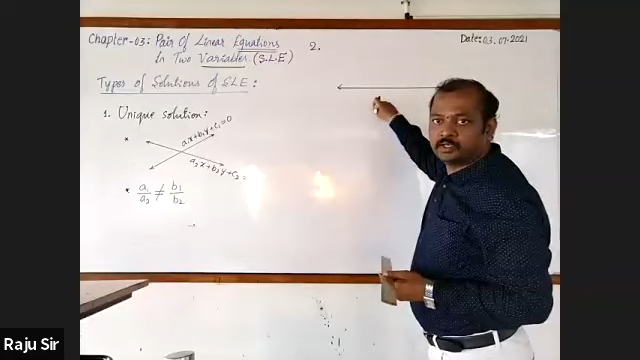 Chapter-03: Pair Of Linear Equations
In Two Variables (S.L.E)
Types of Solutions Of SLE:
1. Unique solution:
* a₁x+b₁y+c₁=0
a₂x+b₂y+c₂=
* a₁/a₂ ≠ b₁/b₂
2.
Date: 03.07.2021
Raju Sir